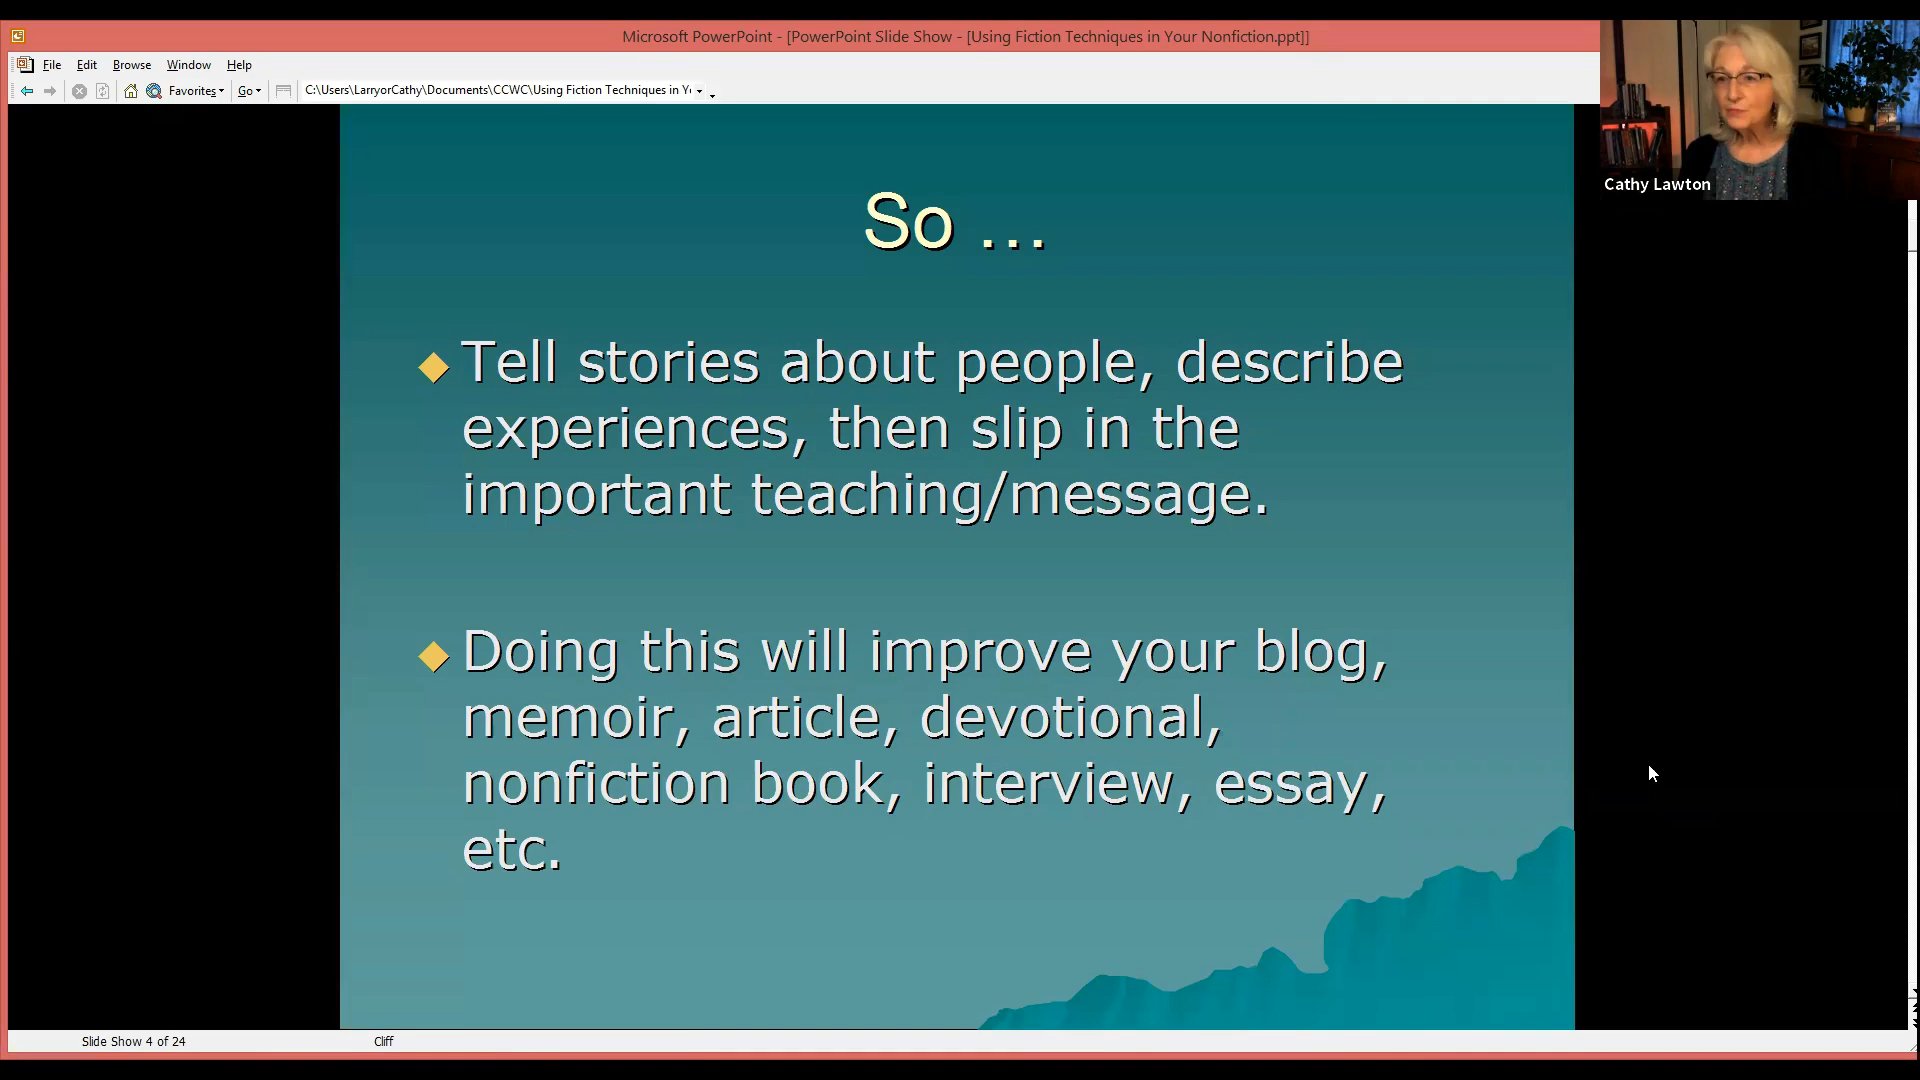 Microsoft PowerPoint - [PowerPoint Slide Show - [Using Fiction Techniques in Your Nonfiction.ppt]]
File Edit Browse Window Help
Favorites Go C:\Users\LarryorCathy\Documents\CCWC\Using Fiction Techniques in
Cathy Lawton
So ...
Tell stories about people, describe
experiences, then slip in the
important teaching/message.
Doing this will improve your blog,
memoir, article, devotional,
nonfiction book, interview, essay,
etc.
Slide Show 4 of 24 Cliff